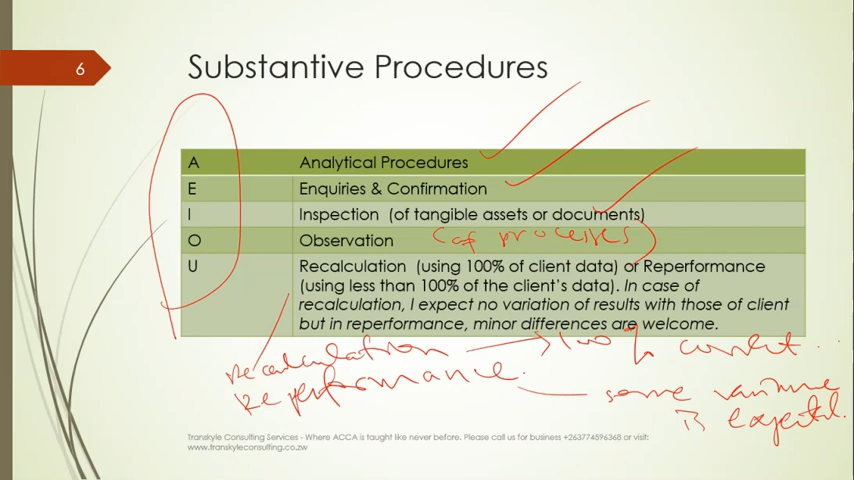 6
Substantive Procedures
A Analytical Procedures
E Enquiries & Confirmation
I Inspection (of tangible assets or documents)
O Observation (of processes)
U Recalculation (using 100% of client data) or Reperformance
(using less than 100% of the client's data). In case of
recalculation, I expect no variation of results with those of client
but in reperformance, minor differences are welcome.
Recalculation 100%
Reperformance
some variance
is expected.
Transkyle Consulting Services - Where ACCA is taught like never before. Please call us for business +263774596368 or visit:
www.transkyleconsulting.co.zw